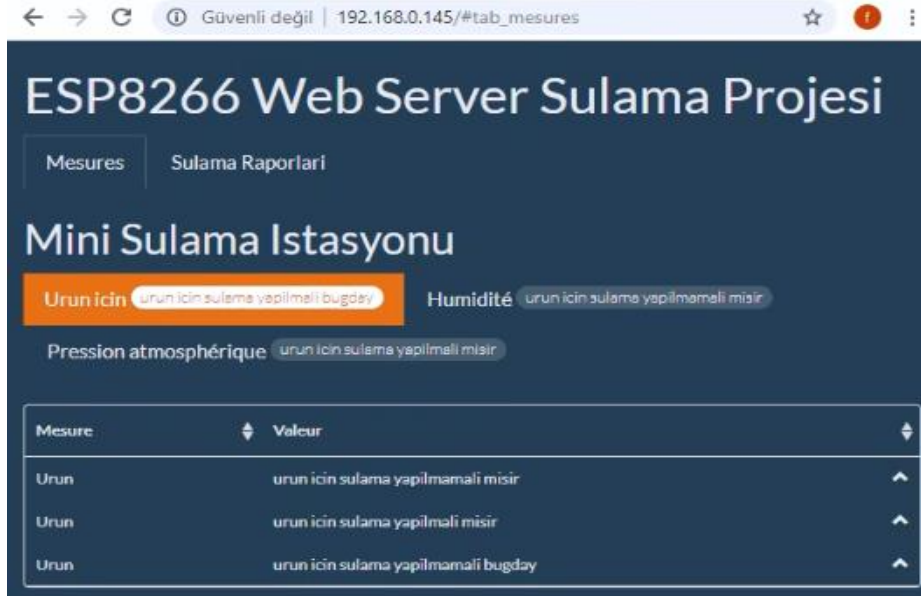 Güvenli değil | 192.168.0.145/#tab_mesures f
ESP8266 Web Server Sulama Projesi
Mesures Sulama Raporlari
Mini Sulama Istasyonu
Urun icin urun icin sulama yapilmali bugday Humidité urun icin sulama yapilmamali misir
Pression atmosphérique urun icin sulama yapilmali misir
Mesure Valeur
Urun urun icin sulama yapilmamali misir
Urun urun icin sulama yapilmali misir
Urun urun icin sulama yapilmamali bugday